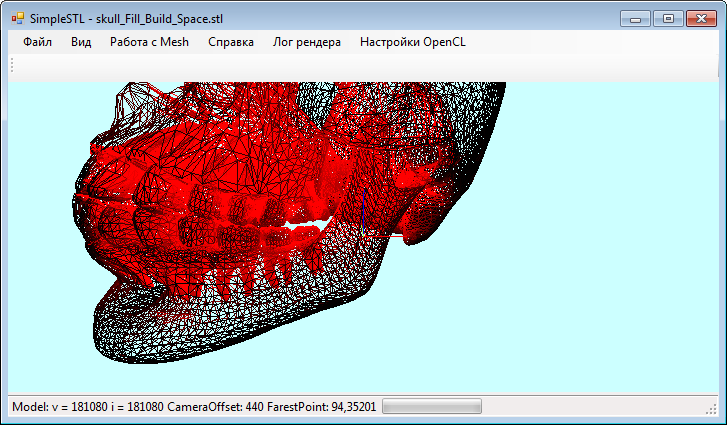 SimpleSTL - skull_Fill_Build_Space.stl
Файл Вид Работа с Mesh Справка Лог рендера Настройки OpenCL
Model: v = 181080 i = 181080 CameraOffset: 440 FarestPoint: 94,35201